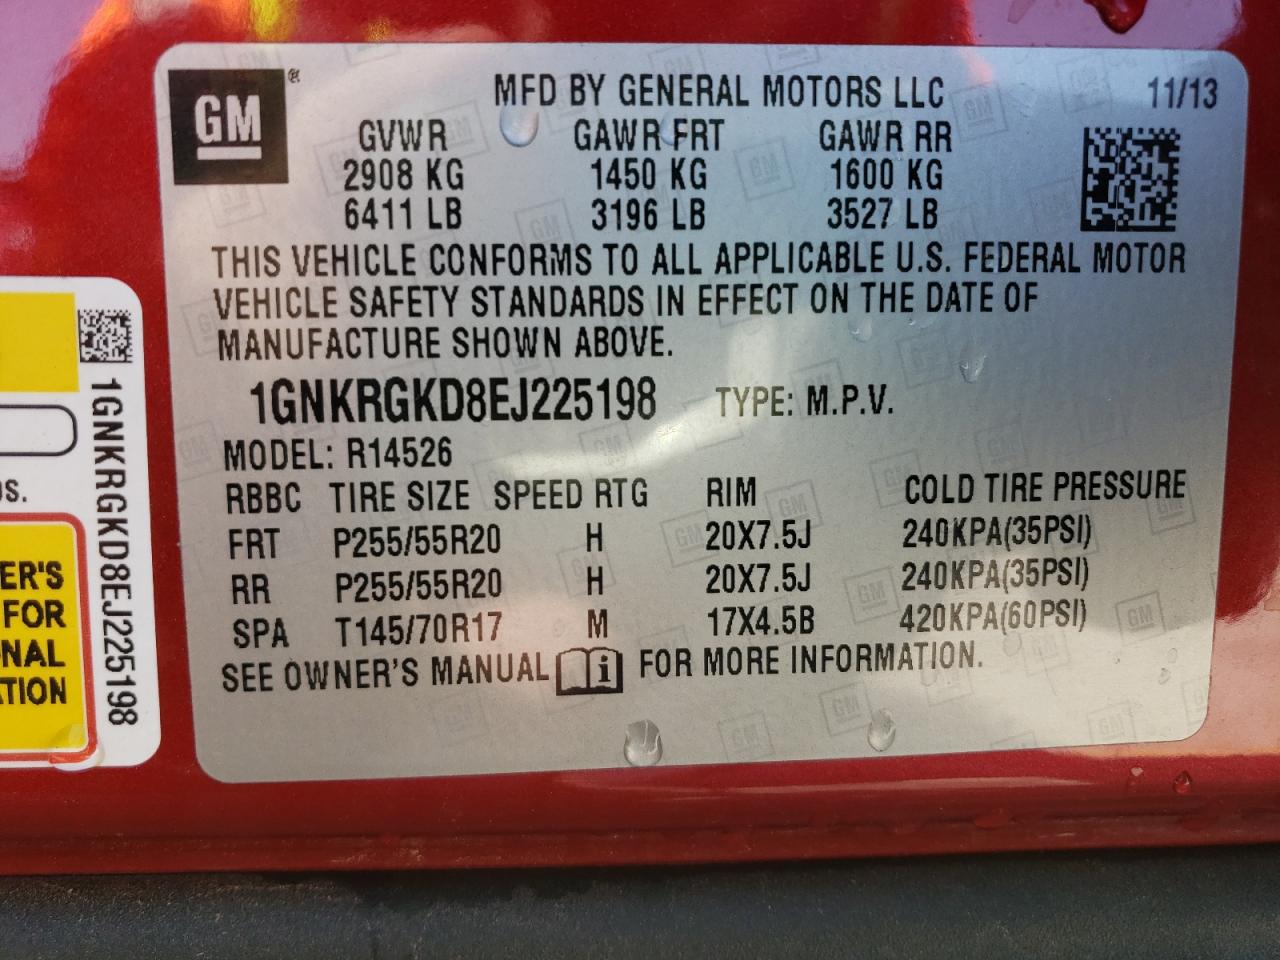 GM ®
MFD BY GENERAL MOTORS LLC 11/13
GVWR GAWR FRT GAWR RR
2908 KG 1450 KG 1600 KG
6411 LB 3196 LB 3527 LB
THIS VEHICLE CONFORMS TO ALL APPLICABLE U.S. FEDERAL MOTOR
VEHICLE SAFETY STANDARDS IN EFFECT ON THE DATE OF
MANUFACTURE SHOWN ABOVE.
1GNKRGKD8EJ225198 TYPE: M.P.V.
MODEL: R14526
RBBC TIRE SIZE SPEED RTG RIM COLD TIRE PRESSURE
FRT P255/55R20 H 20X7.5J 240KPA(35PSI)
RR P255/55R20 H 20X7.5J 240KPA(35PSI)
SPA T145/70R17 M 17X4.5B 420KPA(60PSI)
SEE OWNER'S MANUAL i FOR MORE INFORMATION.
1GNKRGKD8EJ225198
ER'S
FOR
NAL
TION